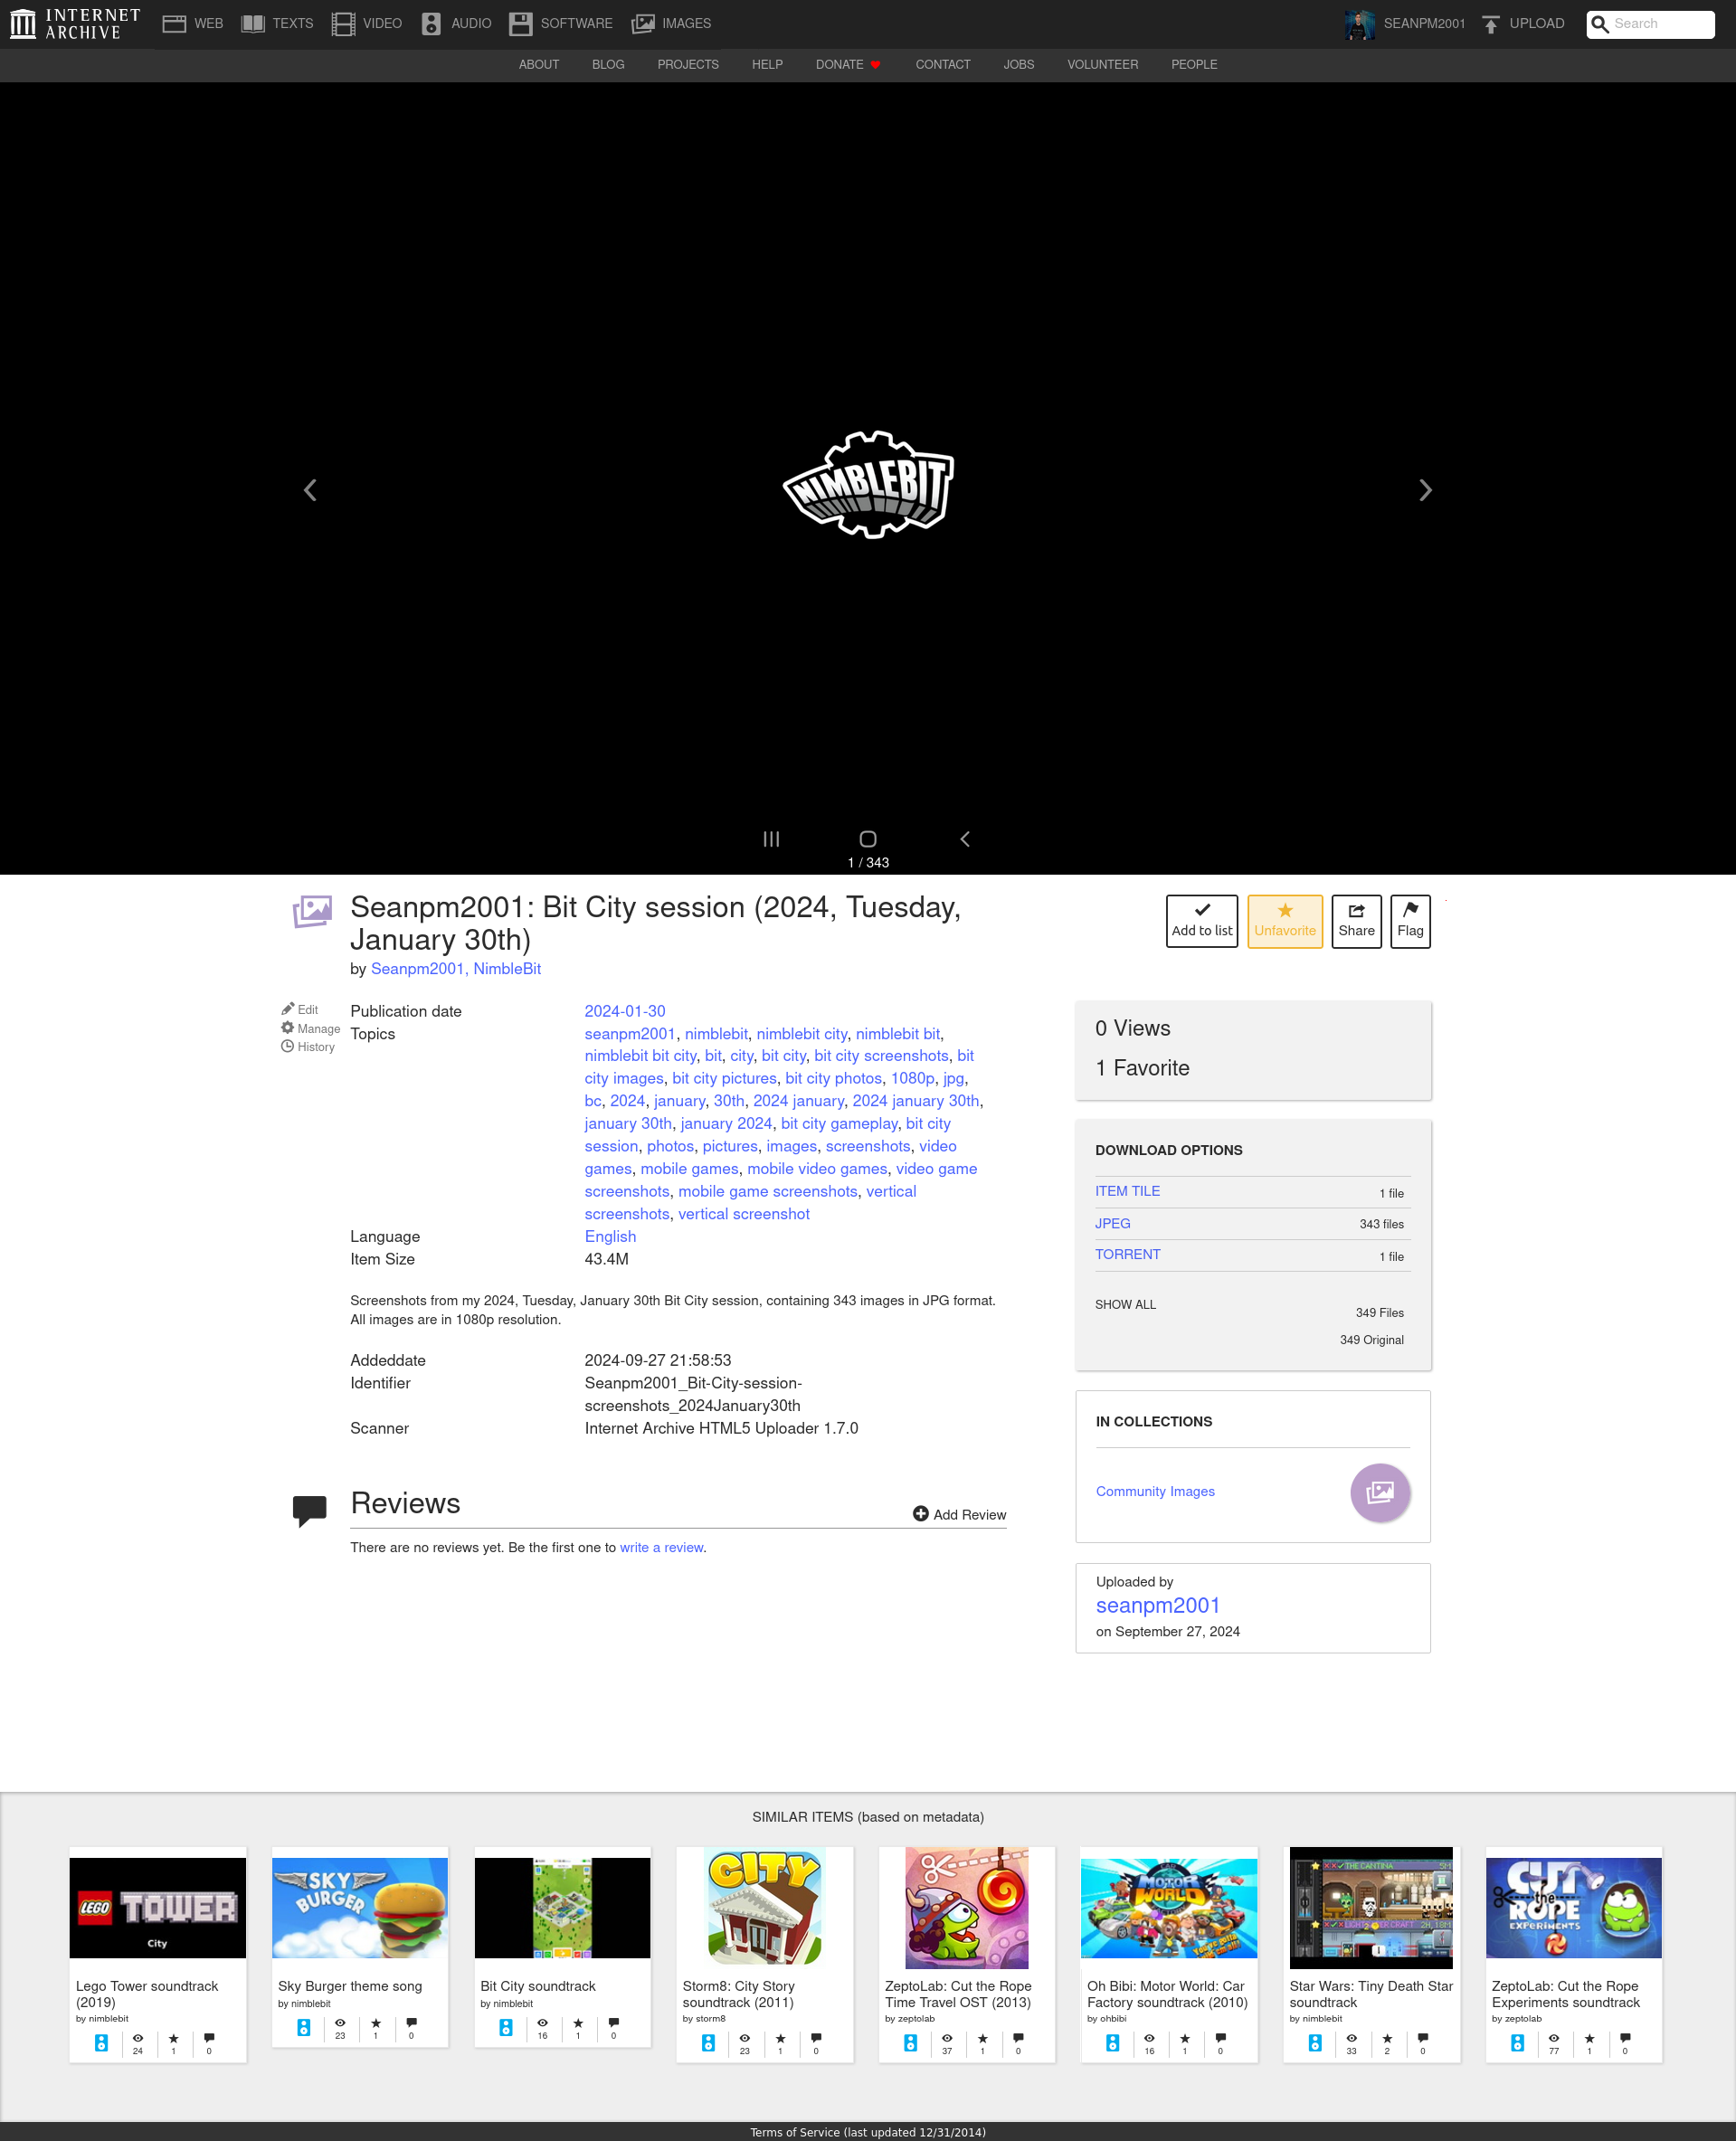 INTERNET ARCHIVE
WEB TEXTS VIDEO AUDIO SOFTWARE IMAGES SEANPM2001 UPLOAD Search
ABOUT BLOG PROJECTS HELP DONATE CONTACT JOBS VOLUNTEER PEOPLE
NIMBLEBIT
1 / 343
Seanpm2001: Bit City session (2024, Tuesday,
January 30th)
by Seanpm2001, NimbleBit
Add to list Unfavorite Share Flag
Edit
Manage
History
Publication date 2024-01-30
Topics seanpm2001, nimblebit, nimblebit city, nimblebit bit,
nimblebit bit city, bit, city, bit city, bit city screenshots, bit
city images, bit city pictures, bit city photos, 1080p, jpg,
bc, 2024, january, 30th, 2024 january, 2024 january 30th,
january 30th, january 2024, bit city gameplay, bit city
session, photos, pictures, images, screenshots, video
games, mobile games, mobile video games, video game
screenshots, mobile game screenshots, vertical
screenshots, vertical screenshot
Language English
Item Size 43.4M
Screenshots from my 2024, Tuesday, January 30th Bit City session, containing 343 images in JPG format.
All images are in 1080p resolution.
Addeddate 2024-09-27 21:58:53
Identifier Seanpm2001_Bit-City-session-
screenshots_2024January30th
Scanner Internet Archive HTML5 Uploader 1.7.0
Reviews
Add Review
There are no reviews yet. Be the first one to write a review.
0 Views
1 Favorite
DOWNLOAD OPTIONS
ITEM TILE 1 file
JPEG 343 files
TORRENT 1 file
SHOW ALL 349 Files
349 Original
IN COLLECTIONS
Community Images
Uploaded by
seanpm2001
on September 27, 2024
SIMILAR ITEMS (based on metadata)
LEGO TOWER
City
Lego Tower soundtrack
(2019)
by nimblebit
24 1 0
SKY
BURGER
Sky Burger theme song
by nimblebit
23 1 0
Bit City soundtrack
by nimblebit
16 1 0
CITY
Storm8: City Story
soundtrack (2011)
by storm8
23 1 0
ZeptoLab: Cut the Rope
Time Travel OST (2013)
by zeptolab
37 1 0
MOTOR
WORLD
Oh Bibi: Motor World: Car
Factory soundtrack (2010)
by ohbibi
16 1 0
THE CANTINA
Star Wars: Tiny Death Star
soundtrack
by nimblebit
33 2 0
CUT
the
ROPE
EXPERIMENTS
ZeptoLab: Cut the Rope
Experiments soundtrack
by zeptolab
77 1 0
Terms of Service (last updated 12/31/2014)